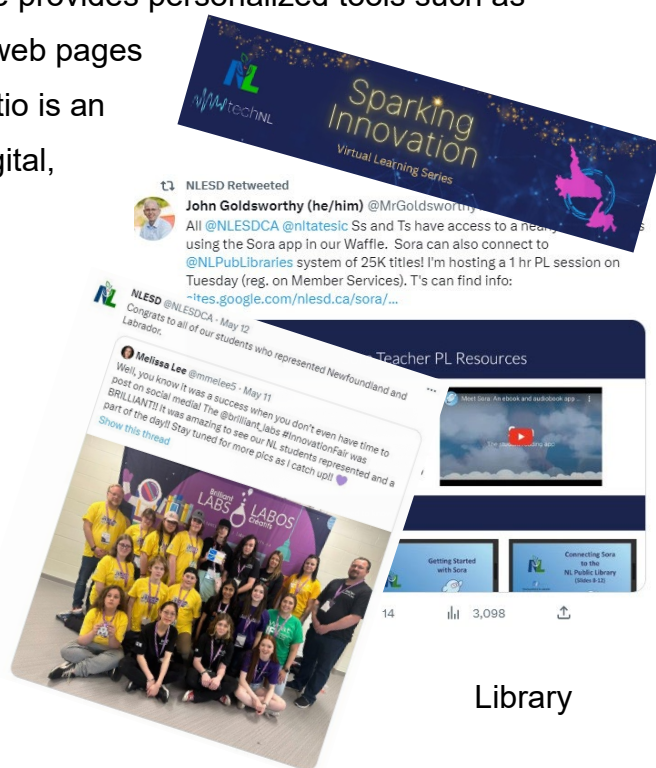 provides personalized tools such as
web pages
tio is an
gital,
NL
techNL
Sparking
Innovation
Virtual Learning Series
NLESD Retweeted
John Goldsworthy (he/him) @MrGoldsworthy
All @NLESDCA @nltatesic Ss and Ts have access to a
using the Sora app in our Waffle. Sora can also connect to
@NLPubLibraries system of 25K titles! I'm hosting a 1 hr PL session on
Tuesday (reg. on Member Services). T's can find info:
sites.google.com/nlesd.ca/sora/...
Teacher PL Resources
Meet Sora. An ebook and audiobook app ...
Getting Started
with Sora
Connecting Sora
to the
NL Public Library
(Slides 8-12)
14 3,098
NLESD @NLESDCA · May 12
Congrats to all of our students who represented Newfoundland and
Labrador.
Melissa Lee @mmelee5 · May 11
Well, you know it was a success when you don't even have time to
post on social media! The @brilliant_labs #InnovationFair was
BRILLIANT!! It was amazing to see our NL students represented and a
part of the day!! Stay tuned for more pics as I catch up!! 💜
Show this thread
Brilliant
LABS
LABOS
Créatifs
Library